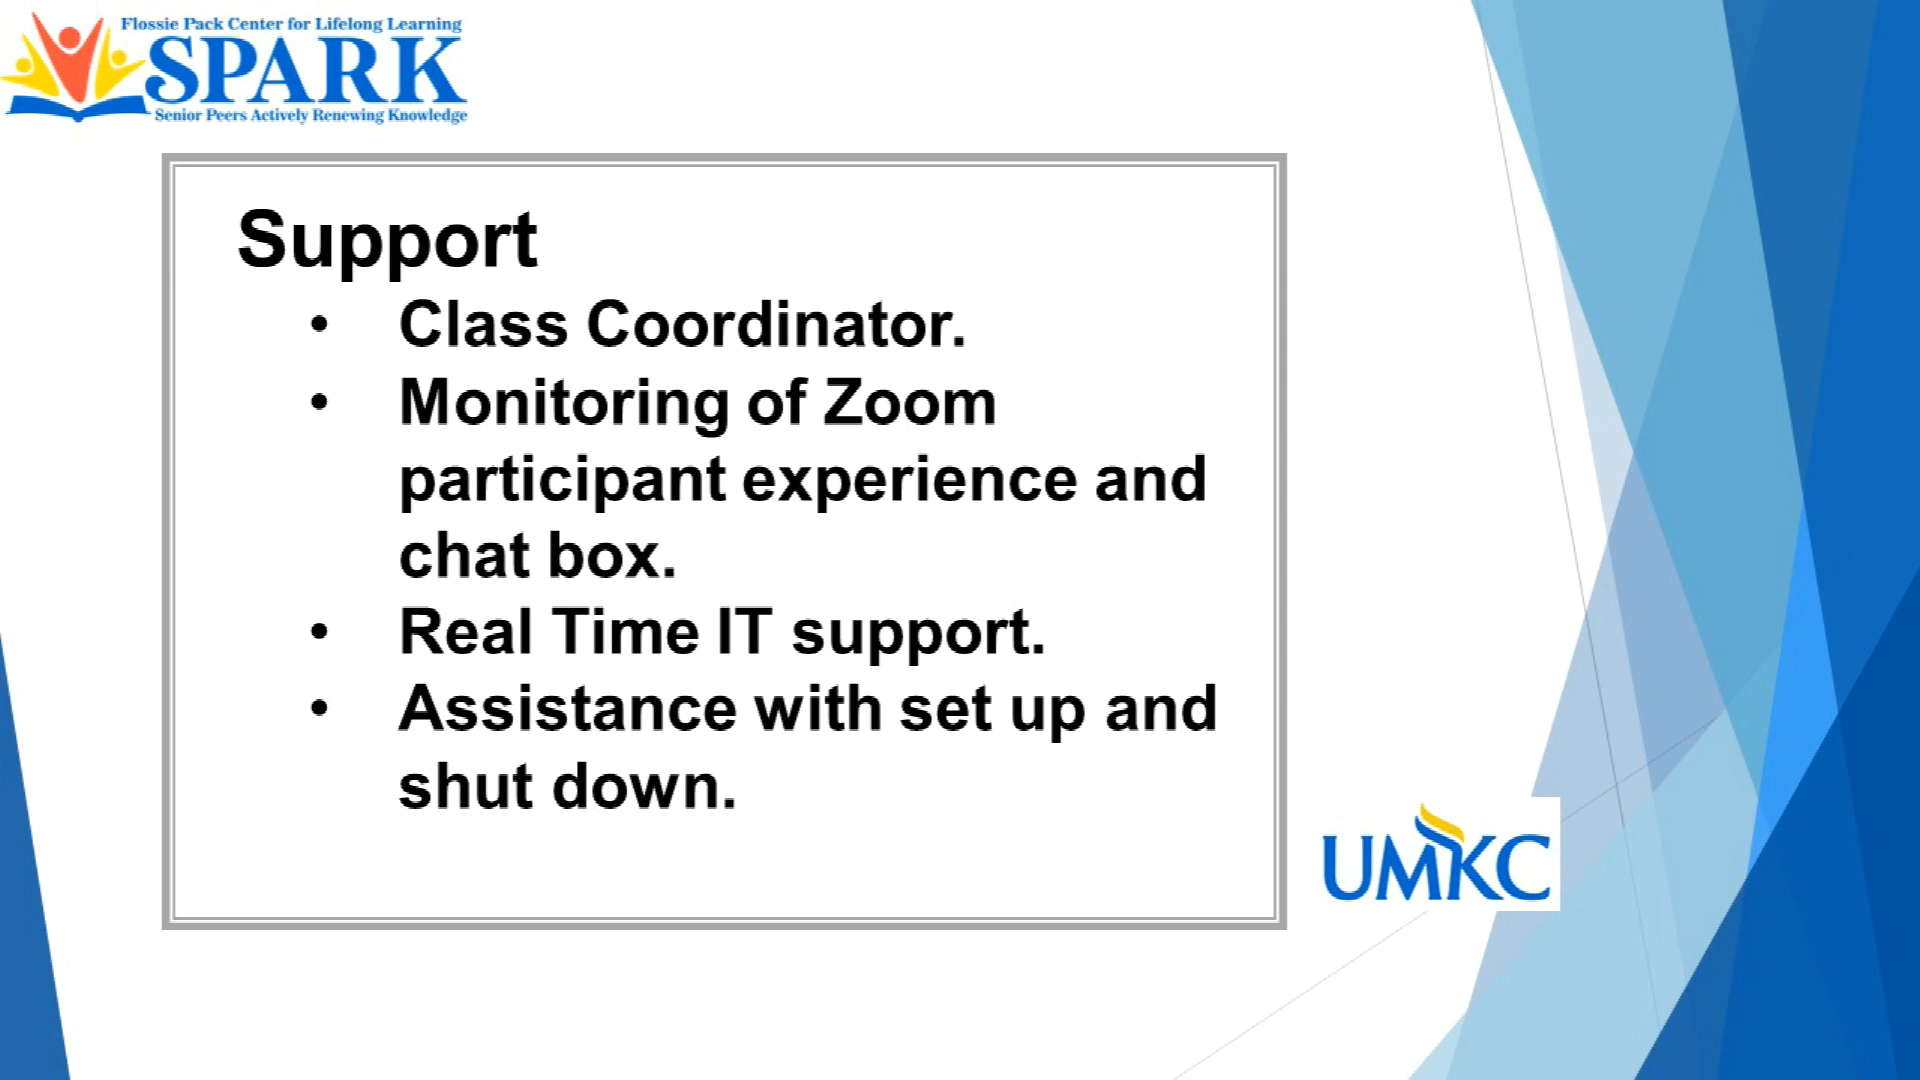 Flossie Pack Center for Lifelong Learning
SPARK
Senior Peers Actively Renewing Knowledge
Support
• Class Coordinator.
• Monitoring of Zoom
participant experience and
chat box.
• Real Time IT support.
• Assistance with set up and
shut down.
UMKC